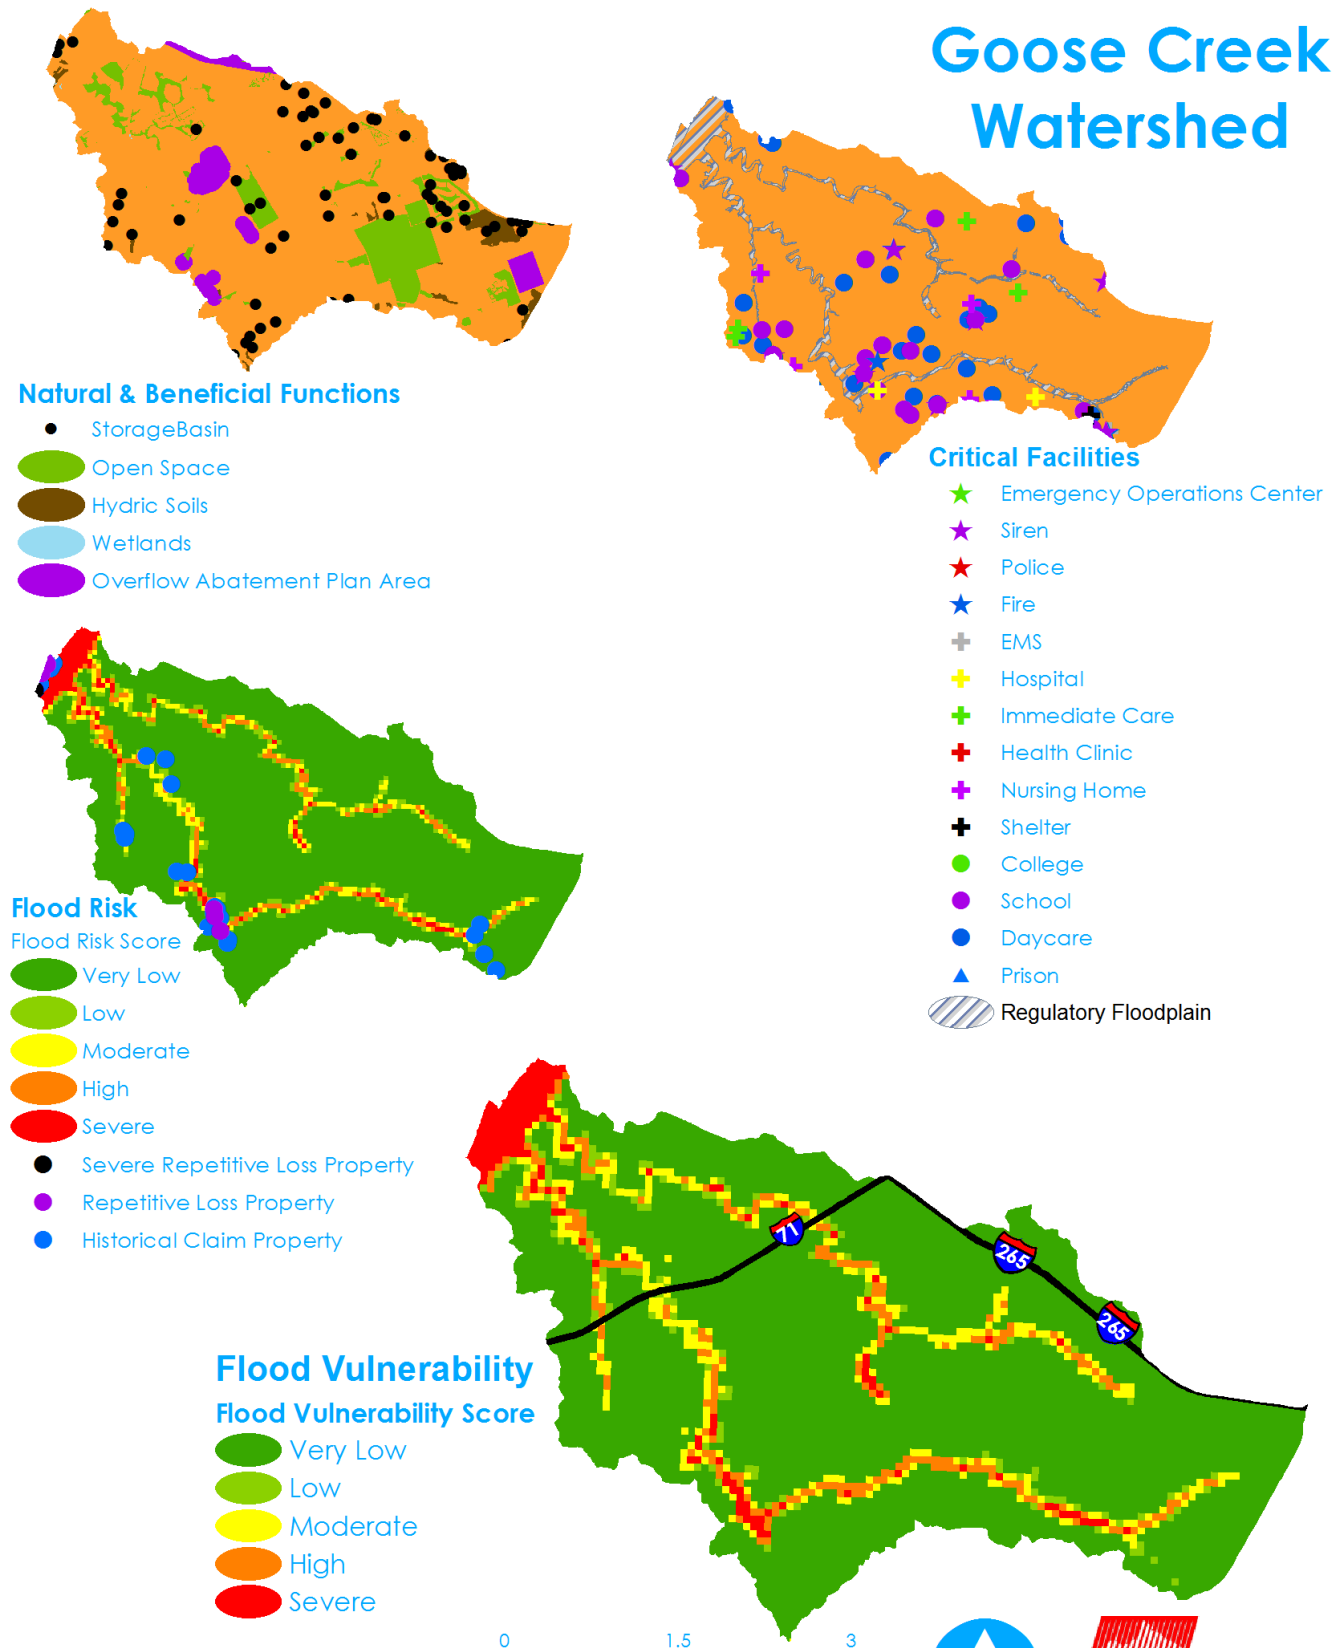 Goose Creek
Watershed
Natural & Beneficial Functions
StorageBasin
Open Space
Hydric Soils
Wetlands
Overflow Abatement Plan Area
Critical Facilities
Emergency Operations Center
Siren
Police
Fire
EMS
Hospital
Immediate Care
Health Clinic
Nursing Home
Shelter
College
School
Daycare
Prison
Regulatory Floodplain
Flood Risk
Flood Risk Score
Very Low
Low
Moderate
High
Severe
Severe Repetitive Loss Property
Repetitive Loss Property
Historical Claim Property
71
265
265
Flood Vulnerability
Flood Vulnerability Score
Very Low
Low
Moderate
High
Severe
0 1.5 3